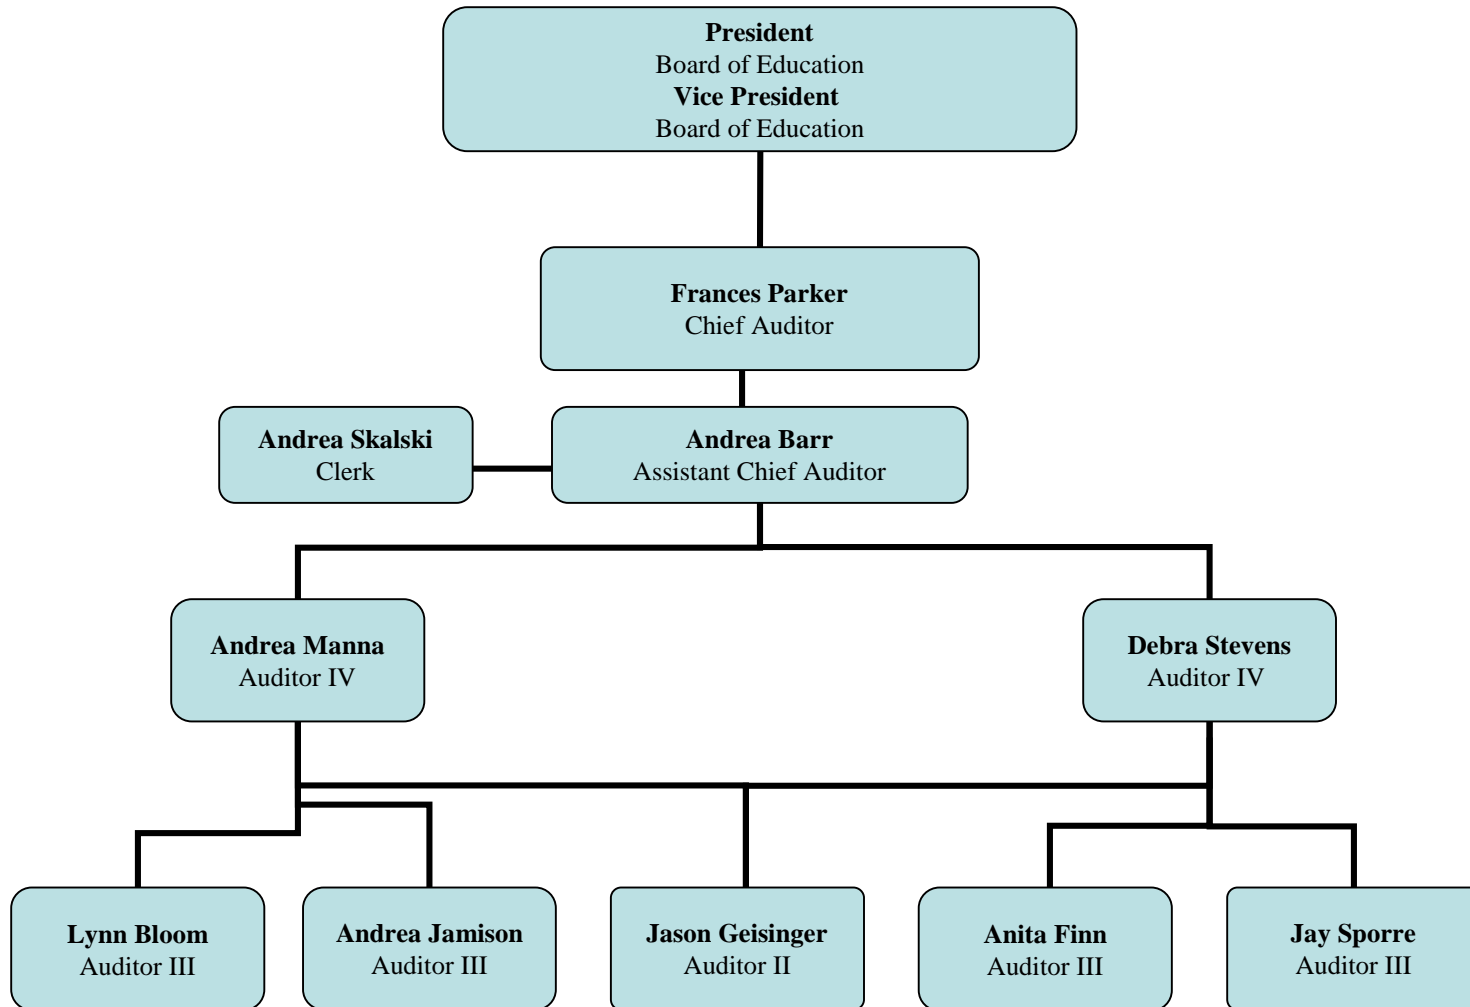 President
Board of Education
Vice President
Board of Education
Frances Parker
Chief Auditor
Andrea Skalski
Clerk
Andrea Barr
Assistant Chief Auditor
Andrea Manna
Auditor IV
Debra Stevens
Auditor IV
Lynn Bloom
Auditor III
Andrea Jamison
Auditor III
Jason Geisinger
Auditor II
Anita Finn
Auditor III
Jay Sporre
Auditor III